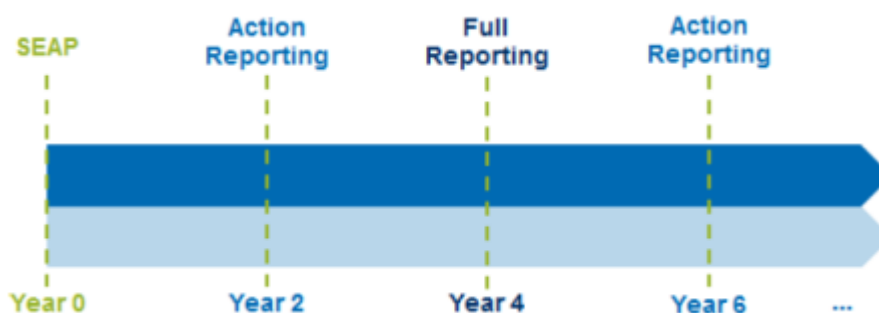 SEAP
Action
Reporting
Full
Reporting
Action
Reporting
Year 0
Year 2
Year 4
Year 6
...